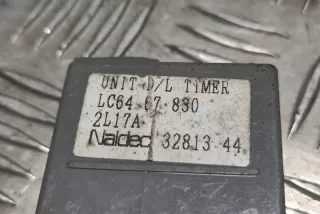 UNIT D/L TIMER
LC64 67 830
2L17A
Naldec 32813 44